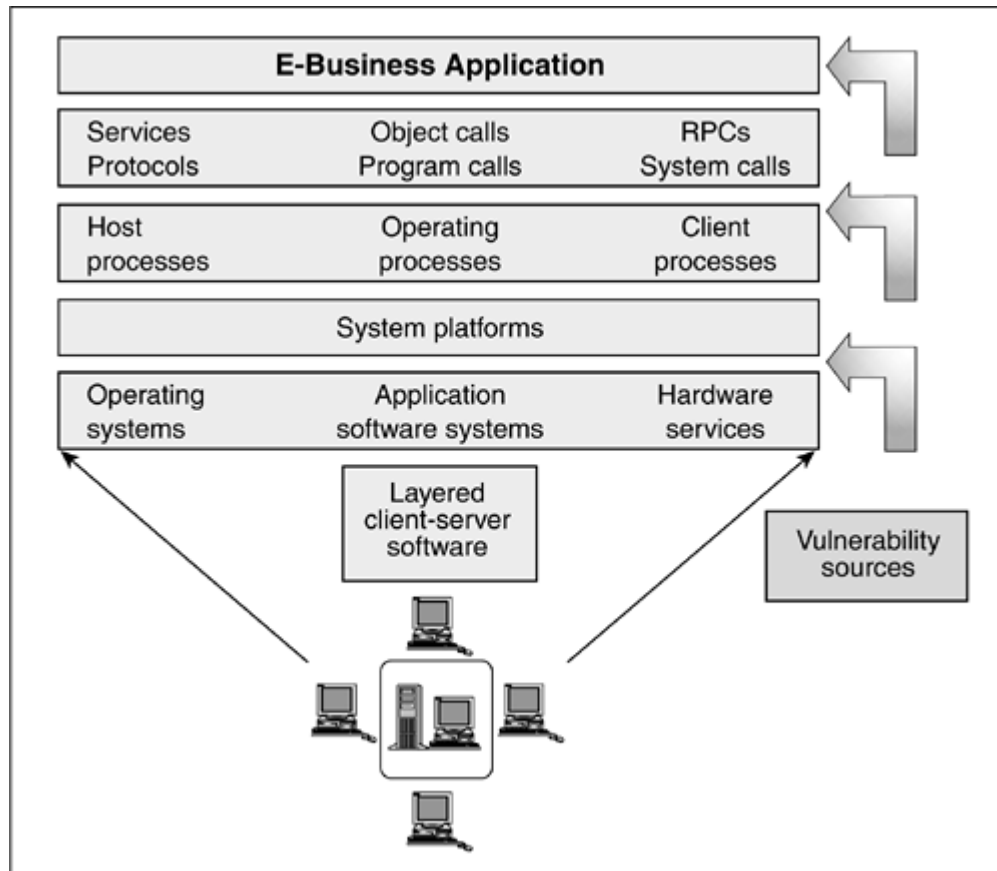 E-Business Application
Services Object calls RPCs
Protocols Program calls System calls
Host Operating Client
processes processes processes
System platforms
Operating Application Hardware
systems software systems services
Layered
client-server
software
Vulnerability
sources